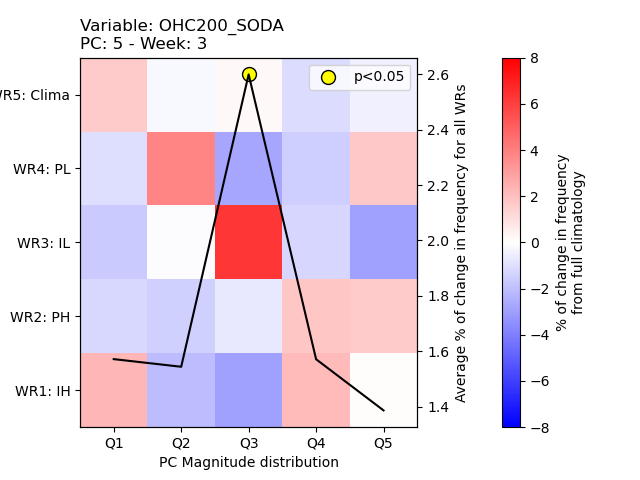 Variable: OHC200_SODA
PC: 5 - Week: 3
WR5: Clima
WR4: PL
WR3: IL
WR2: PH
WR1: IH
Q1 Q2 Q3 Q4 Q5
PC Magnitude distribution
p<0.05
2.6
2.4
2.2
2.0
1.8
1.6
1.4
Average % of change in frequency for all WRs
8
6
4
2
0
−2
−4
−6
−8
% of change in frequency
from full climatology